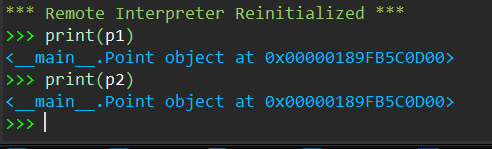 *** Remote Interpreter Reinitialized ***
>>> print(p1)
<__main__.Point object at 0x00000189FB5C0D00>
>>> print(p2)
<__main__.Point object at 0x00000189FB5C0D00>
>>>